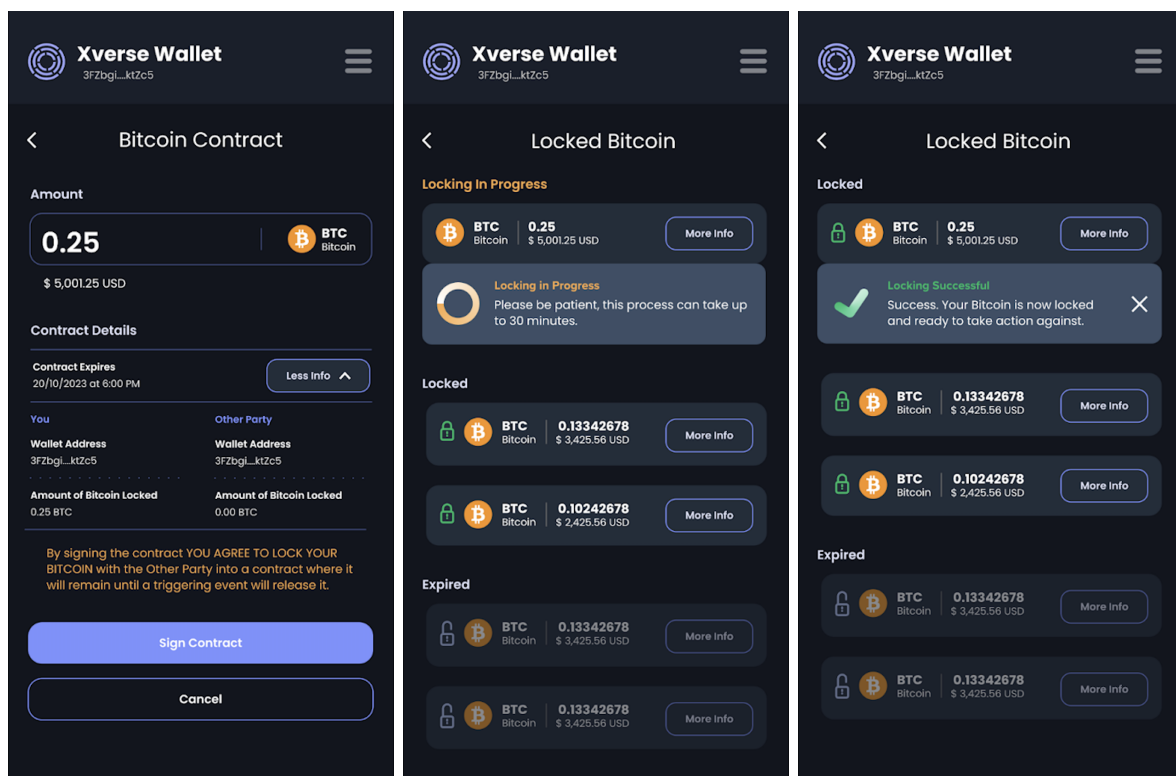 Xverse Wallet
3FZbgi....ktZc5
Bitcoin Contract
Amount
0.25
BTC
Bitcoin
$ 5,001.25 USD
Contract Details
Contract Expires
20/10/2023 at 6:00 PM
Less Info
You
Other Party
Wallet Address
Wallet Address
3FZbgi....ktZc5
3FZbgi....ktZc5
Amount of Bitcoin Locked
Amount of Bitcoin Locked
0.25 BTC
0.00 BTC
By signing the contract YOU AGREE TO LOCK YOUR
BITCOIN with the Other Party into a contract where it
will remain until a triggering event will release it.
Sign Contract
Cancel
Xverse Wallet
3FZbgi....ktZc5
Locked Bitcoin
Locking In Progress
BTC
Bitcoin
0.25
$ 5,001.25 USD
More Info
Locking in Progress
Please be patient, this process can take up
to 30 minutes.
Locked
BTC
Bitcoin
0.13342678
$ 3,425.56 USD
More Info
BTC
Bitcoin
0.10242678
$ 2,425.56 USD
More Info
Expired
BTC
Bitcoin
0.13342678
$ 3,425.56 USD
More Info
BTC
Bitcoin
0.13342678
$ 3,425.56 USD
More Info
Xverse Wallet
3FZbgi....ktZc5
Locked Bitcoin
Locked
BTC
Bitcoin
0.25
$ 5,001.25 USD
More Info
Locking Successful
Success. Your Bitcoin is now locked
and ready to take action against.
BTC
Bitcoin
0.13342678
$ 3,425.56 USD
More Info
BTC
Bitcoin
0.10242678
$ 2,425.56 USD
More Info
Expired
BTC
Bitcoin
0.13342678
$ 3,425.56 USD
More Info
BTC
Bitcoin
0.13342678
$ 3,425.56 USD
More Info